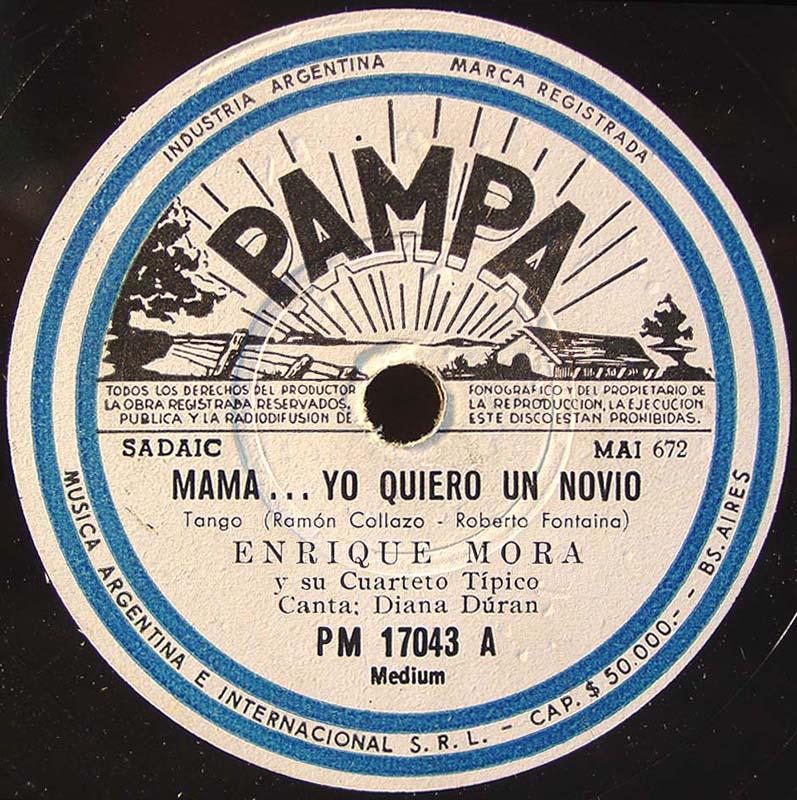 INDUSTRIA ARGENTINA MARCA REGISTRADA
PAMPA
TODOS LOS DERECHOS DEL PRODUCTOR FONOGRAFICO Y DEL PROPIETARIO DE
LA OBRA REGISTRADA RESERVADOS. LA REPRODUCCION, LA EJECUCION
PUBLICA Y LA RADIODIFUSION DE ESTE DISCO ESTAN PROHIBIDAS.
SADAIC MAI 672
MAMA... YO QUIERO UN NOVIO
Tango (Ramón Collazo - Roberto Fontaina)
ENRIQUE MORA
y su Cuarteto Típico
Canta: Diana Dúran
PM 17043 A
Medium
MUSICA ARGENTINA E INTERNACIONAL S. R. L. - CAP. $ 50.000.- - BS. AIRES